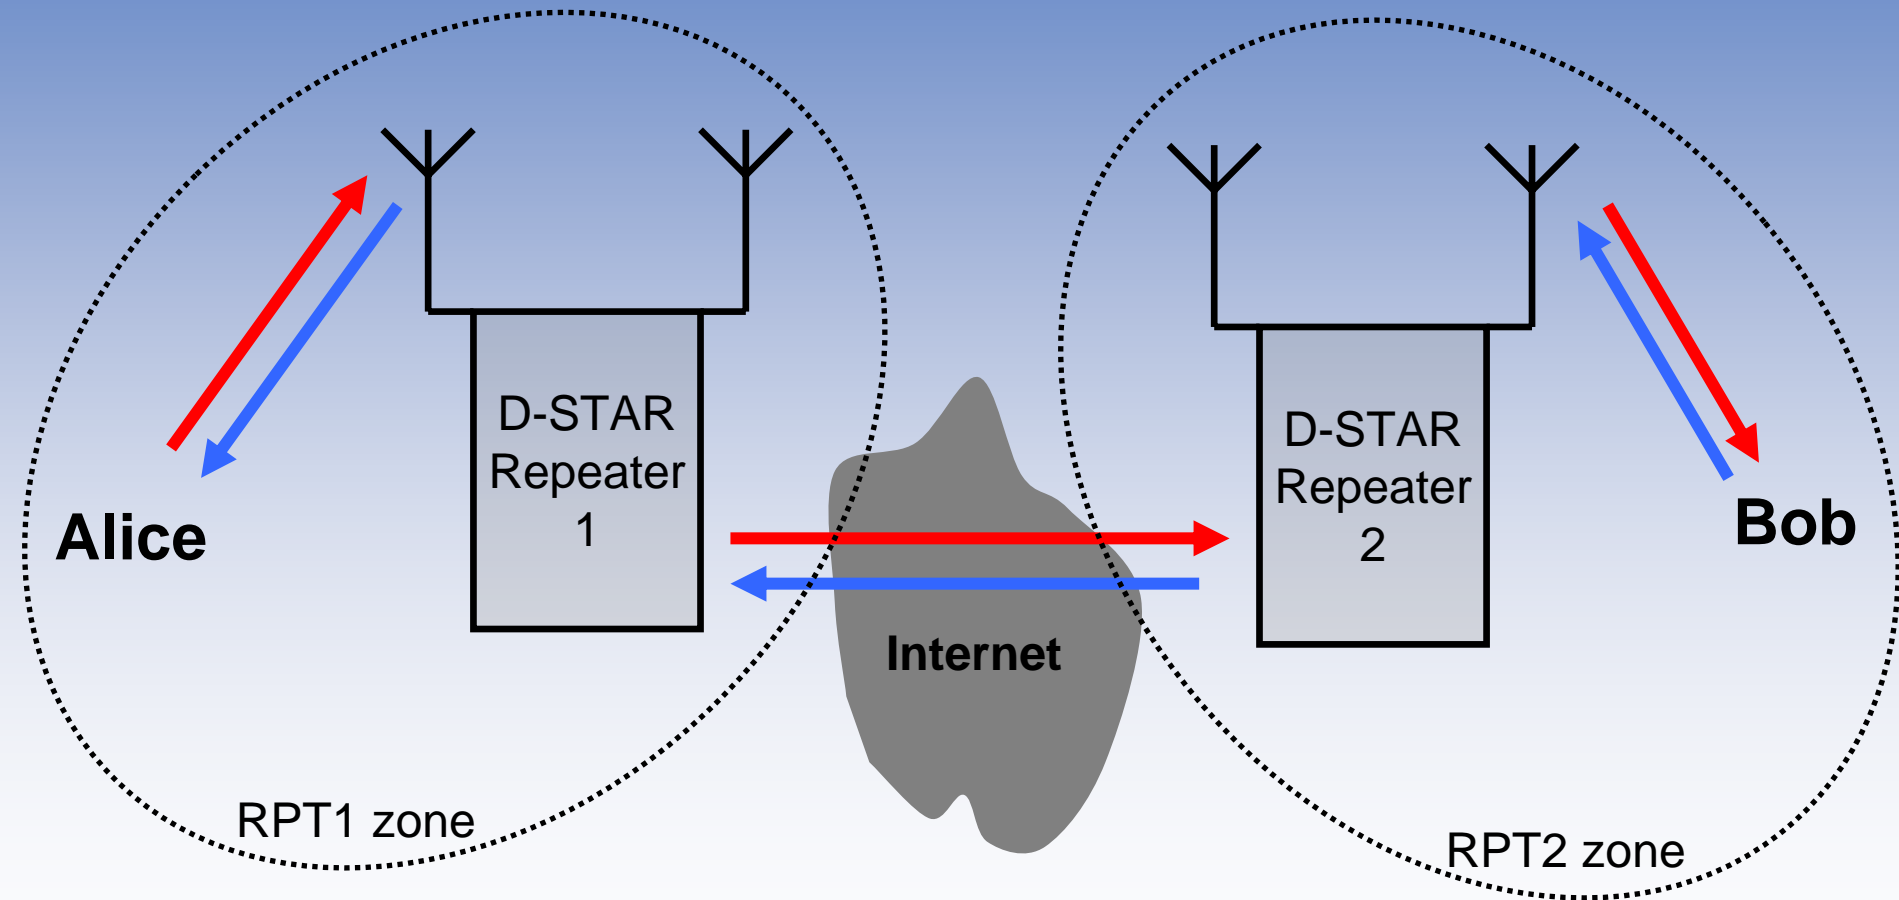 D-STAR
Repeater
1
D-STAR
Repeater
2
Alice
Bob
Internet
RPT1 zone
RPT2 zone